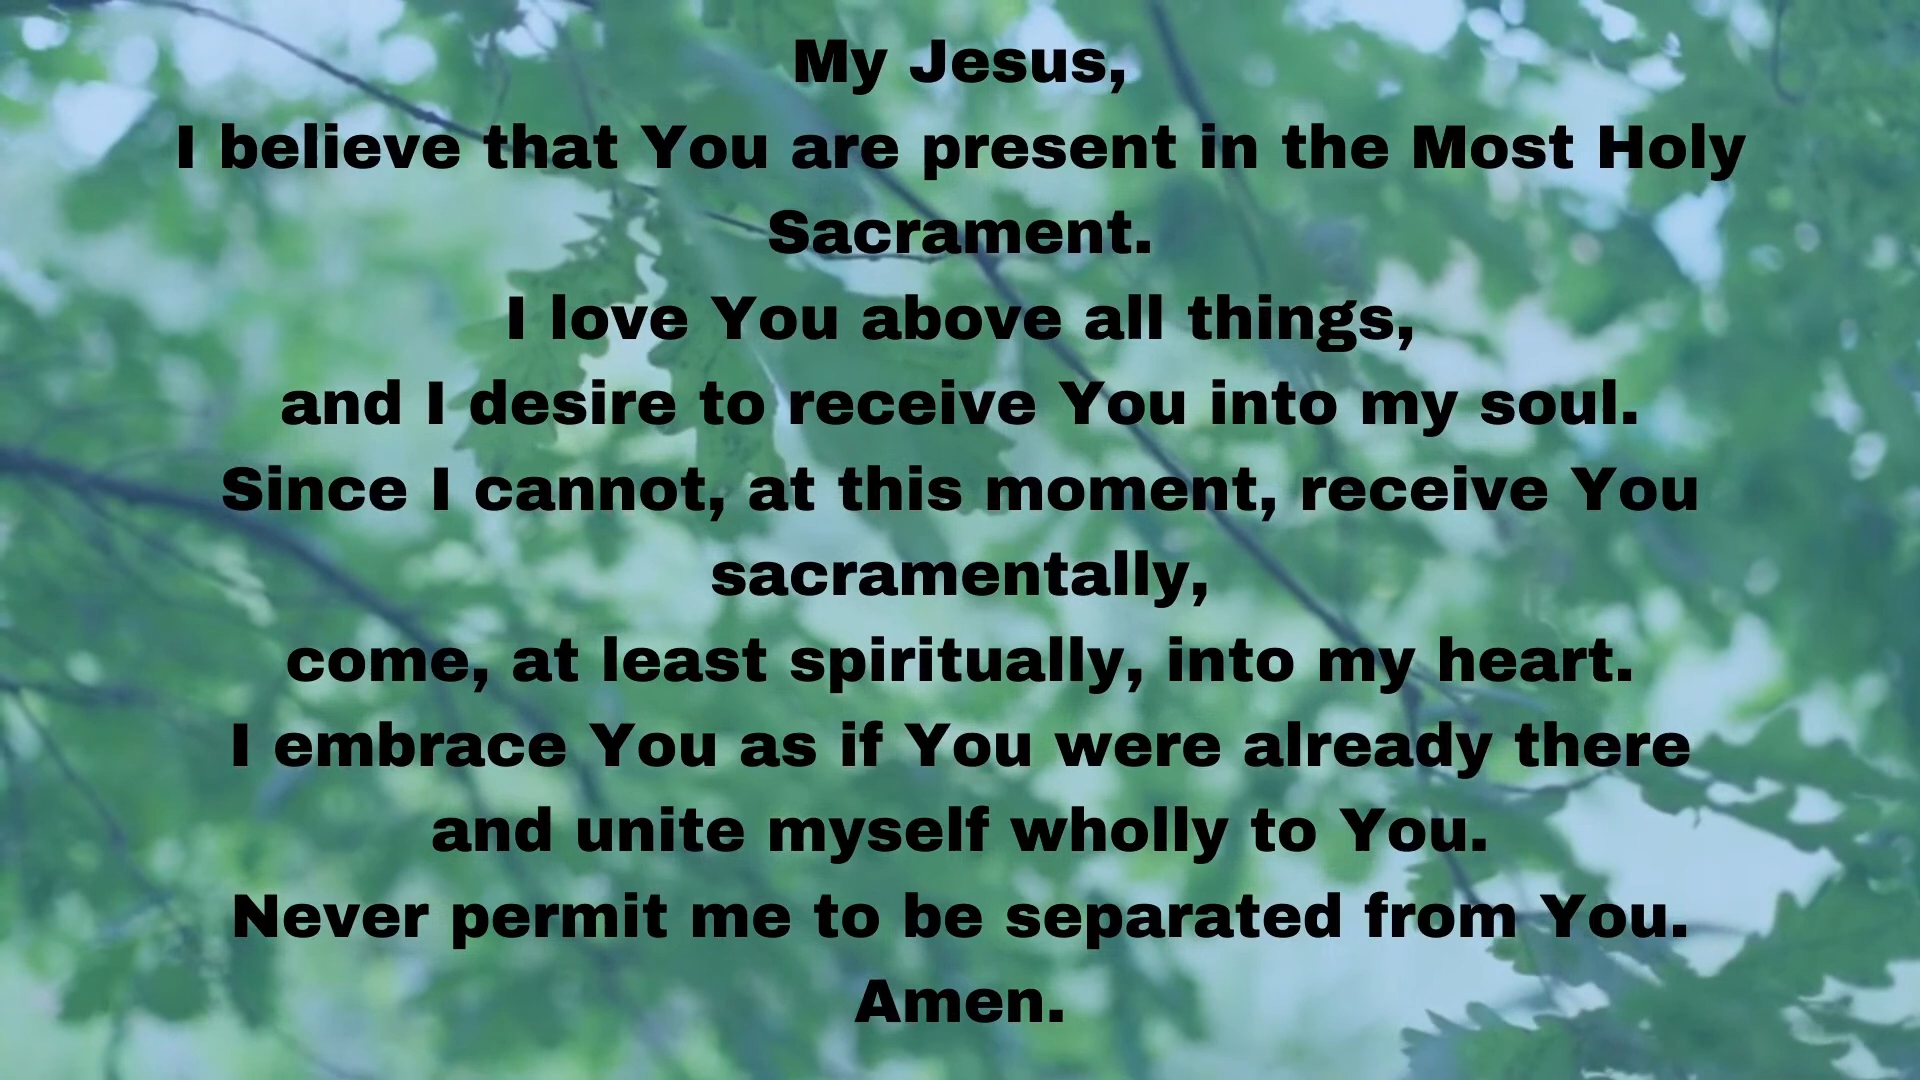 My Jesus,
I believe that You are present in the Most Holy
Sacrament.
I love You above all things,
and I desire to receive You into my soul.
Since I cannot, at this moment, receive You
sacramentally,
come, at least spiritually, into my heart.
I embrace You as if You were already there
and unite myself wholly to You.
Never permit me to be separated from You.
Amen.